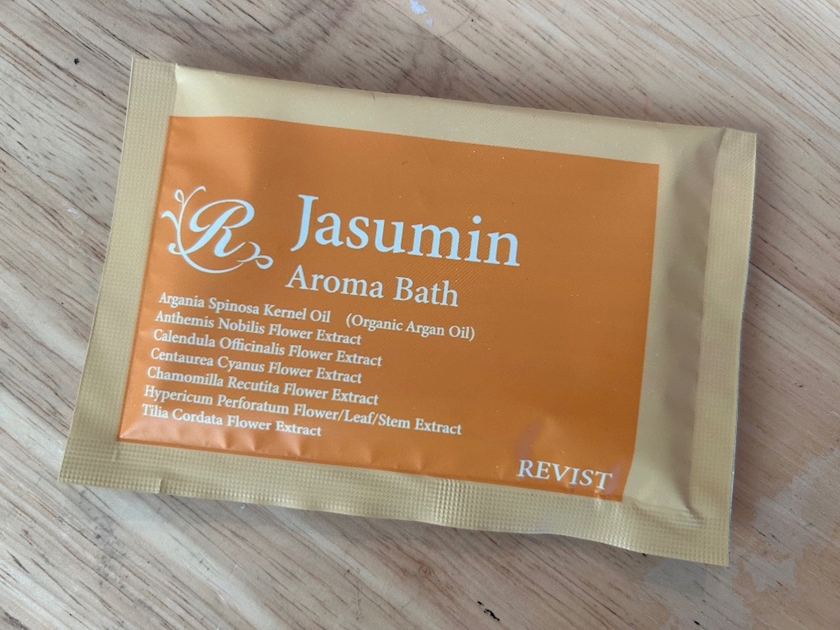 R
Jasumin
Aroma Bath
Argania Spinosa Kernel Oil (Organic Argan Oil)
Anthemis Nobilis Flower Extract
Calendula Officinalis Flower Extract
Centaurea Cyanus Flower Extract
Chamomilla Recutita Flower Extract
Hypericum Perforatum Flower/Leaf/Stem Extract
Tilia Cordata Flower Extract
REVIST